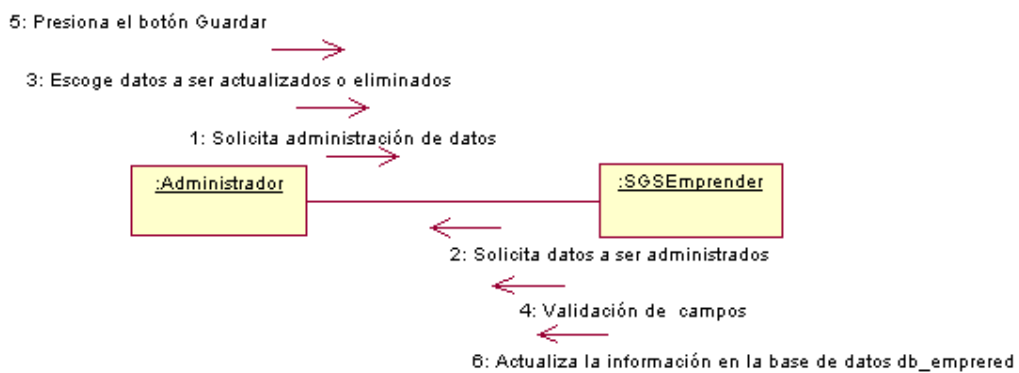 5: Presiona el botón Guardar
3: Escoge datos a ser actualizados o eliminados
1: Solicita administración de datos
:Administrador
:SGSEmprender
2: Solicita datos a ser administrados
4: Validación de campos
6: Actualiza la información en la base de datos db_emprered